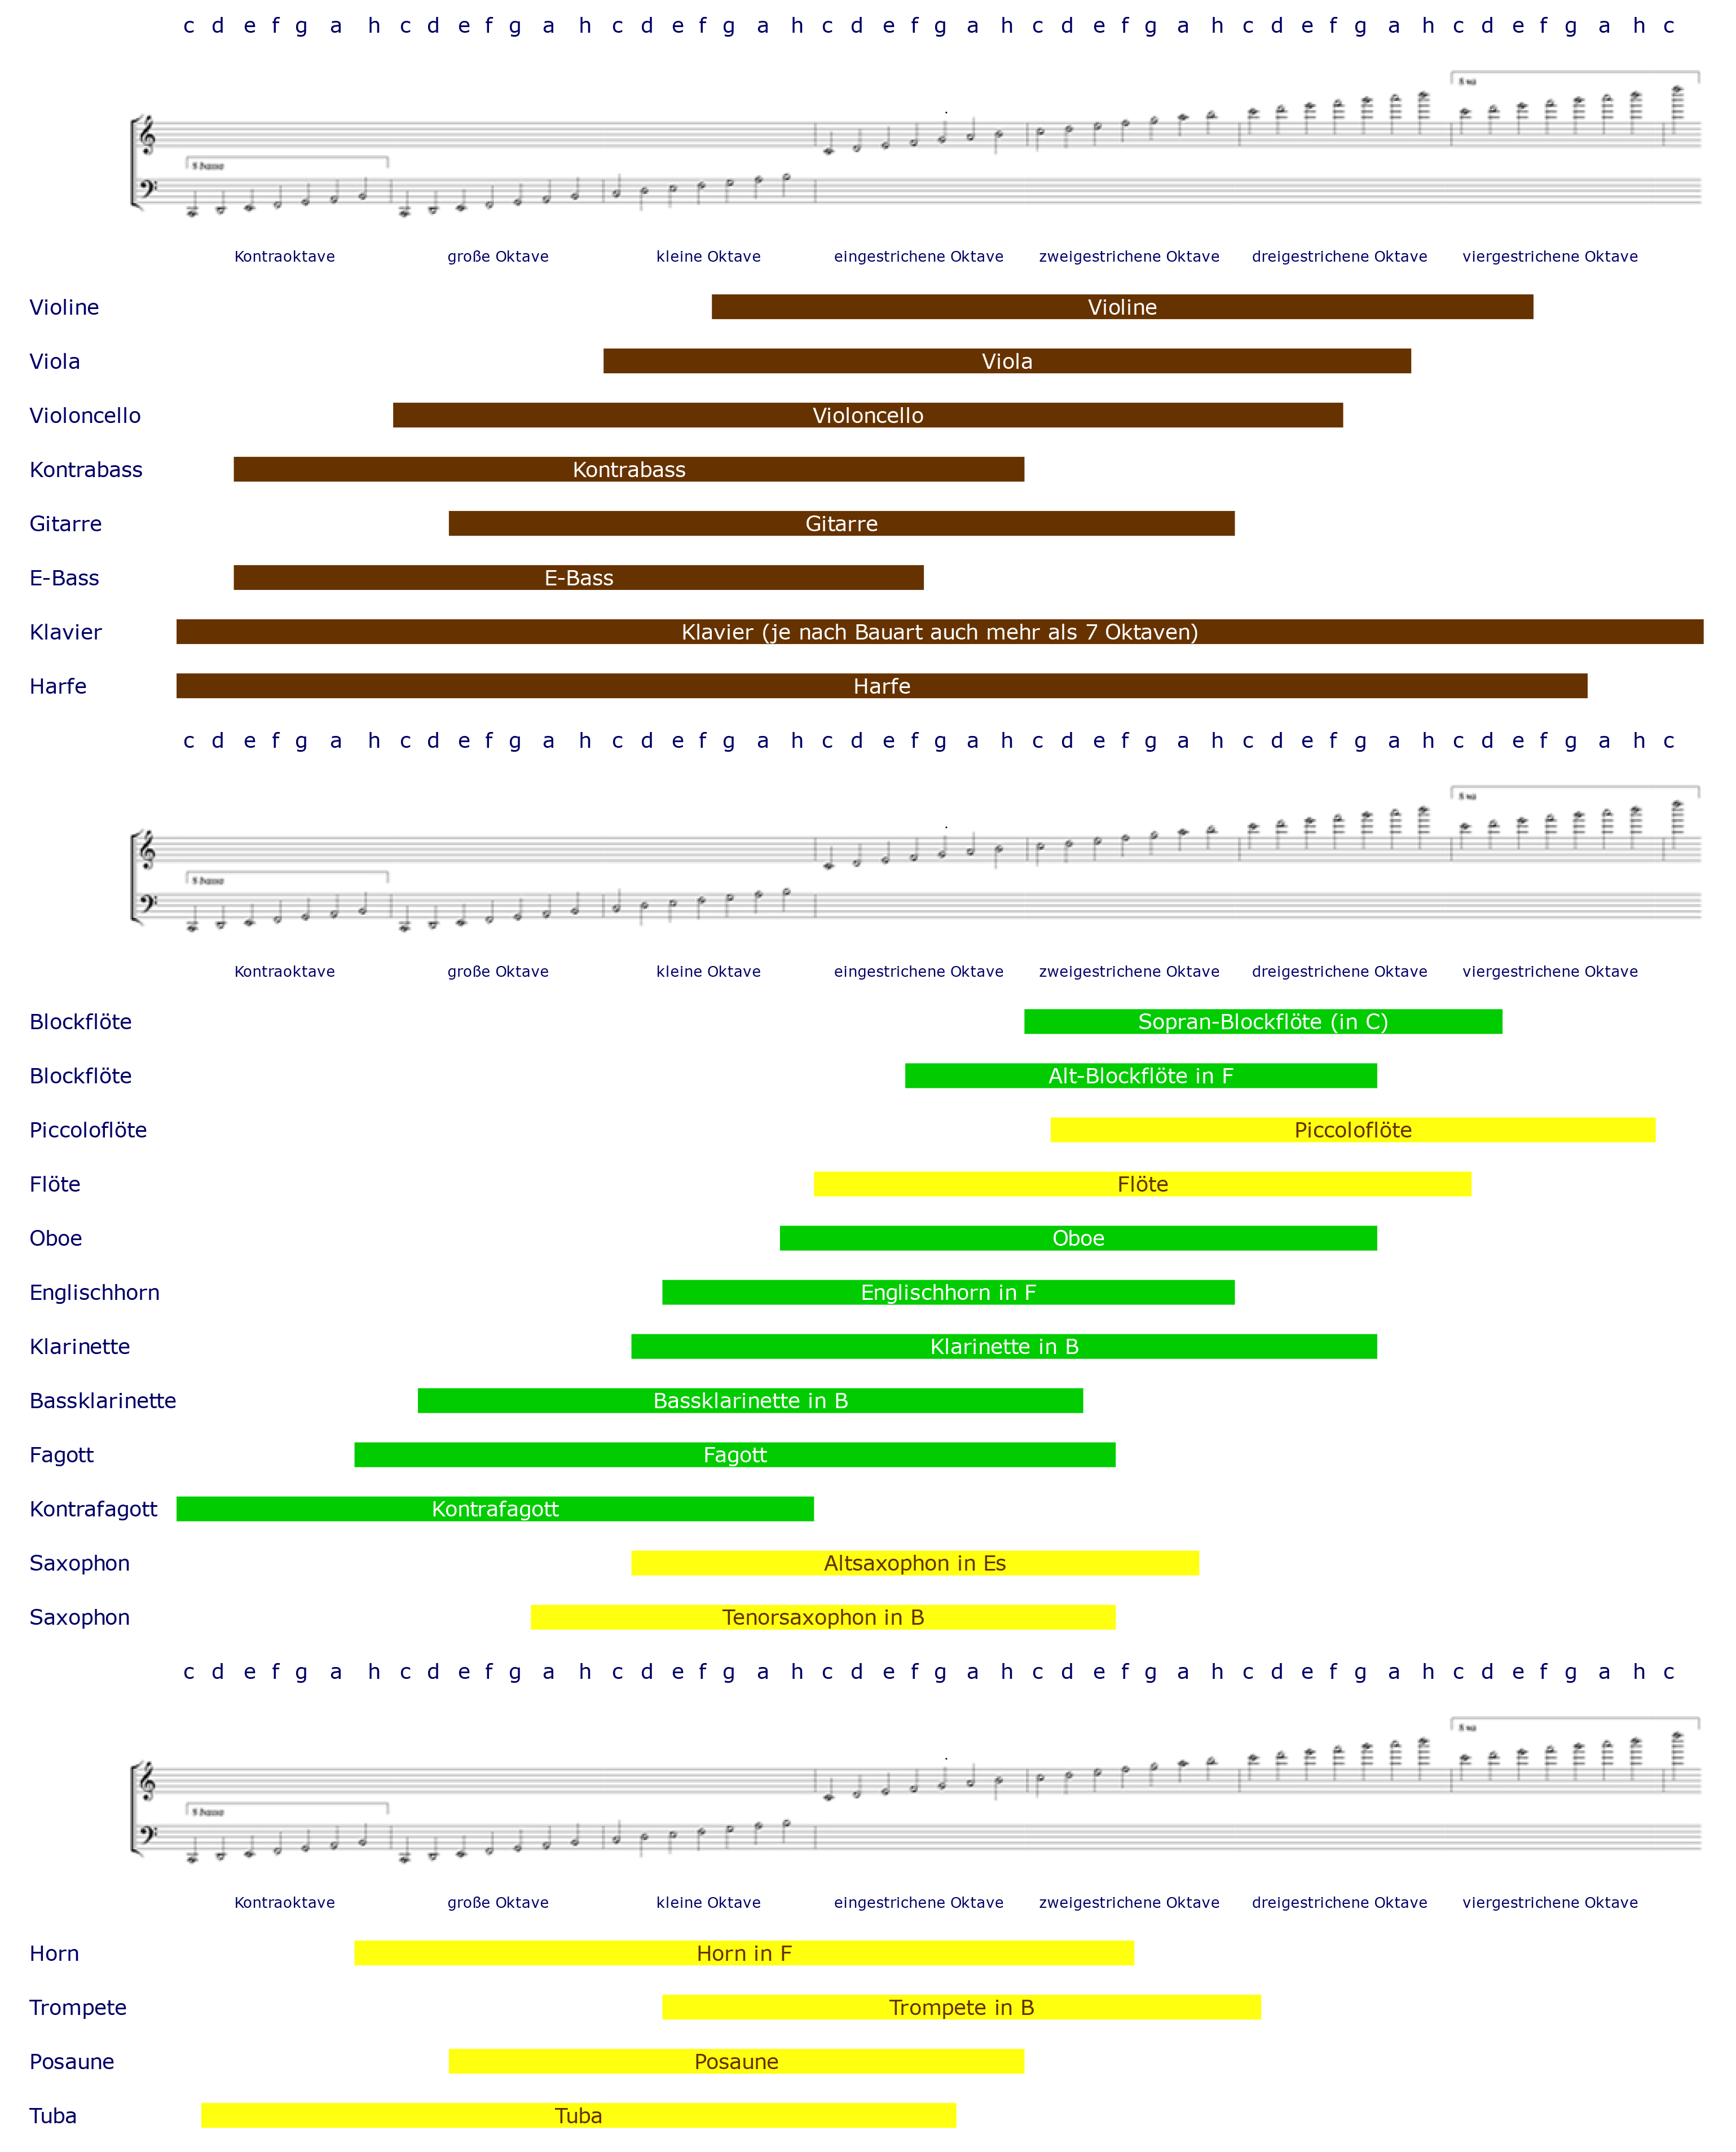 c d e f g a h c d e f g a h c d e f g a h c d e f g a h c d e f g a h c d e f g a h c d e f g a h c
8 va
8 bassa
Kontraoktave große Oktave kleine Oktave eingestrichene Oktave zweigestrichene Oktave dreigestrichene Oktave viergestrichene Oktave
Violine Violine
Viola Viola
Violoncello Violoncello
Kontrabass Kontrabass
Gitarre Gitarre
E-Bass E-Bass
Klavier Klavier (je nach Bauart auch mehr als 7 Oktaven)
Harfe Harfe
c d e f g a h c d e f g a h c d e f g a h c d e f g a h c d e f g a h c d e f g a h c d e f g a h c
8 va
8 bassa
Kontraoktave große Oktave kleine Oktave eingestrichene Oktave zweigestrichene Oktave dreigestrichene Oktave viergestrichene Oktave
Blockflöte Sopran-Blockflöte (in C)
Blockflöte Alt-Blockflöte in F
Piccoloflöte Piccoloflöte
Flöte Flöte
Oboe Oboe
Englischhorn Englischhorn in F
Klarinette Klarinette in B
Bassklarinette Bassklarinette in B
Fagott Fagott
Kontrafagott Kontrafagott
Saxophon Altsaxophon in Es
Saxophon Tenorsaxophon in B
c d e f g a h c d e f g a h c d e f g a h c d e f g a h c d e f g a h c d e f g a h c d e f g a h c
8 va
8 bassa
Kontraoktave große Oktave kleine Oktave eingestrichene Oktave zweigestrichene Oktave dreigestrichene Oktave viergestrichene Oktave
Horn Horn in F
Trompete Trompete in B
Posaune Posaune
Tuba Tuba